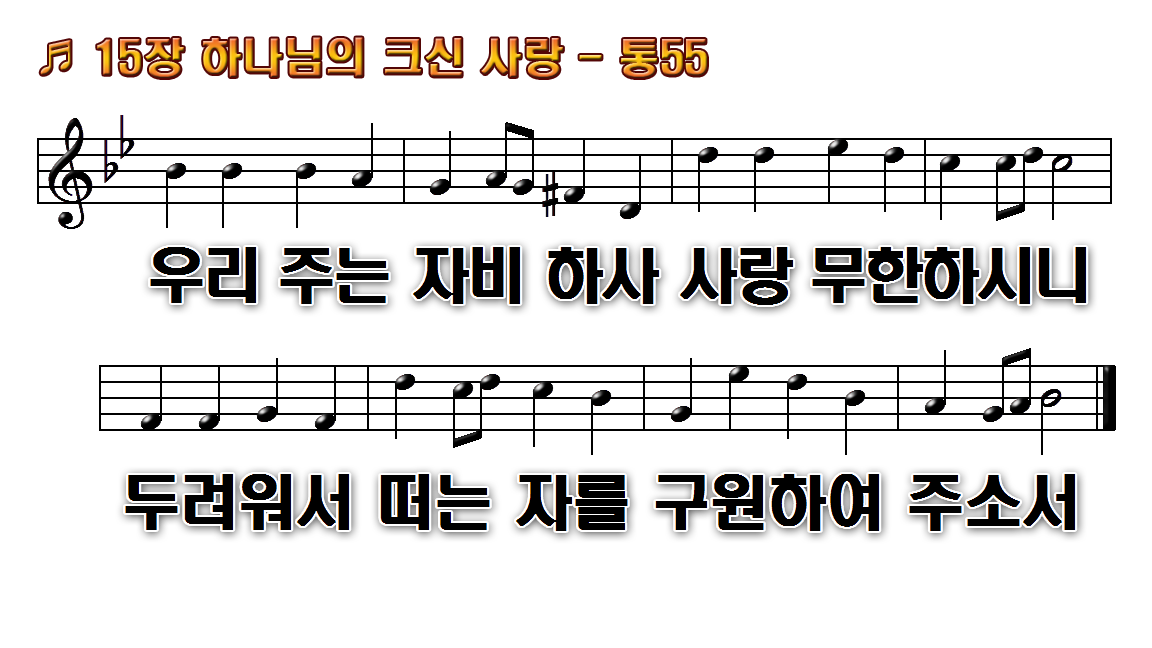 ♬ 15장 하나님의 크신 사랑 - 통55
우리 주는 자비 하사 사랑 무한하시니
두려워서 떠는 자를 구원하여 주소서